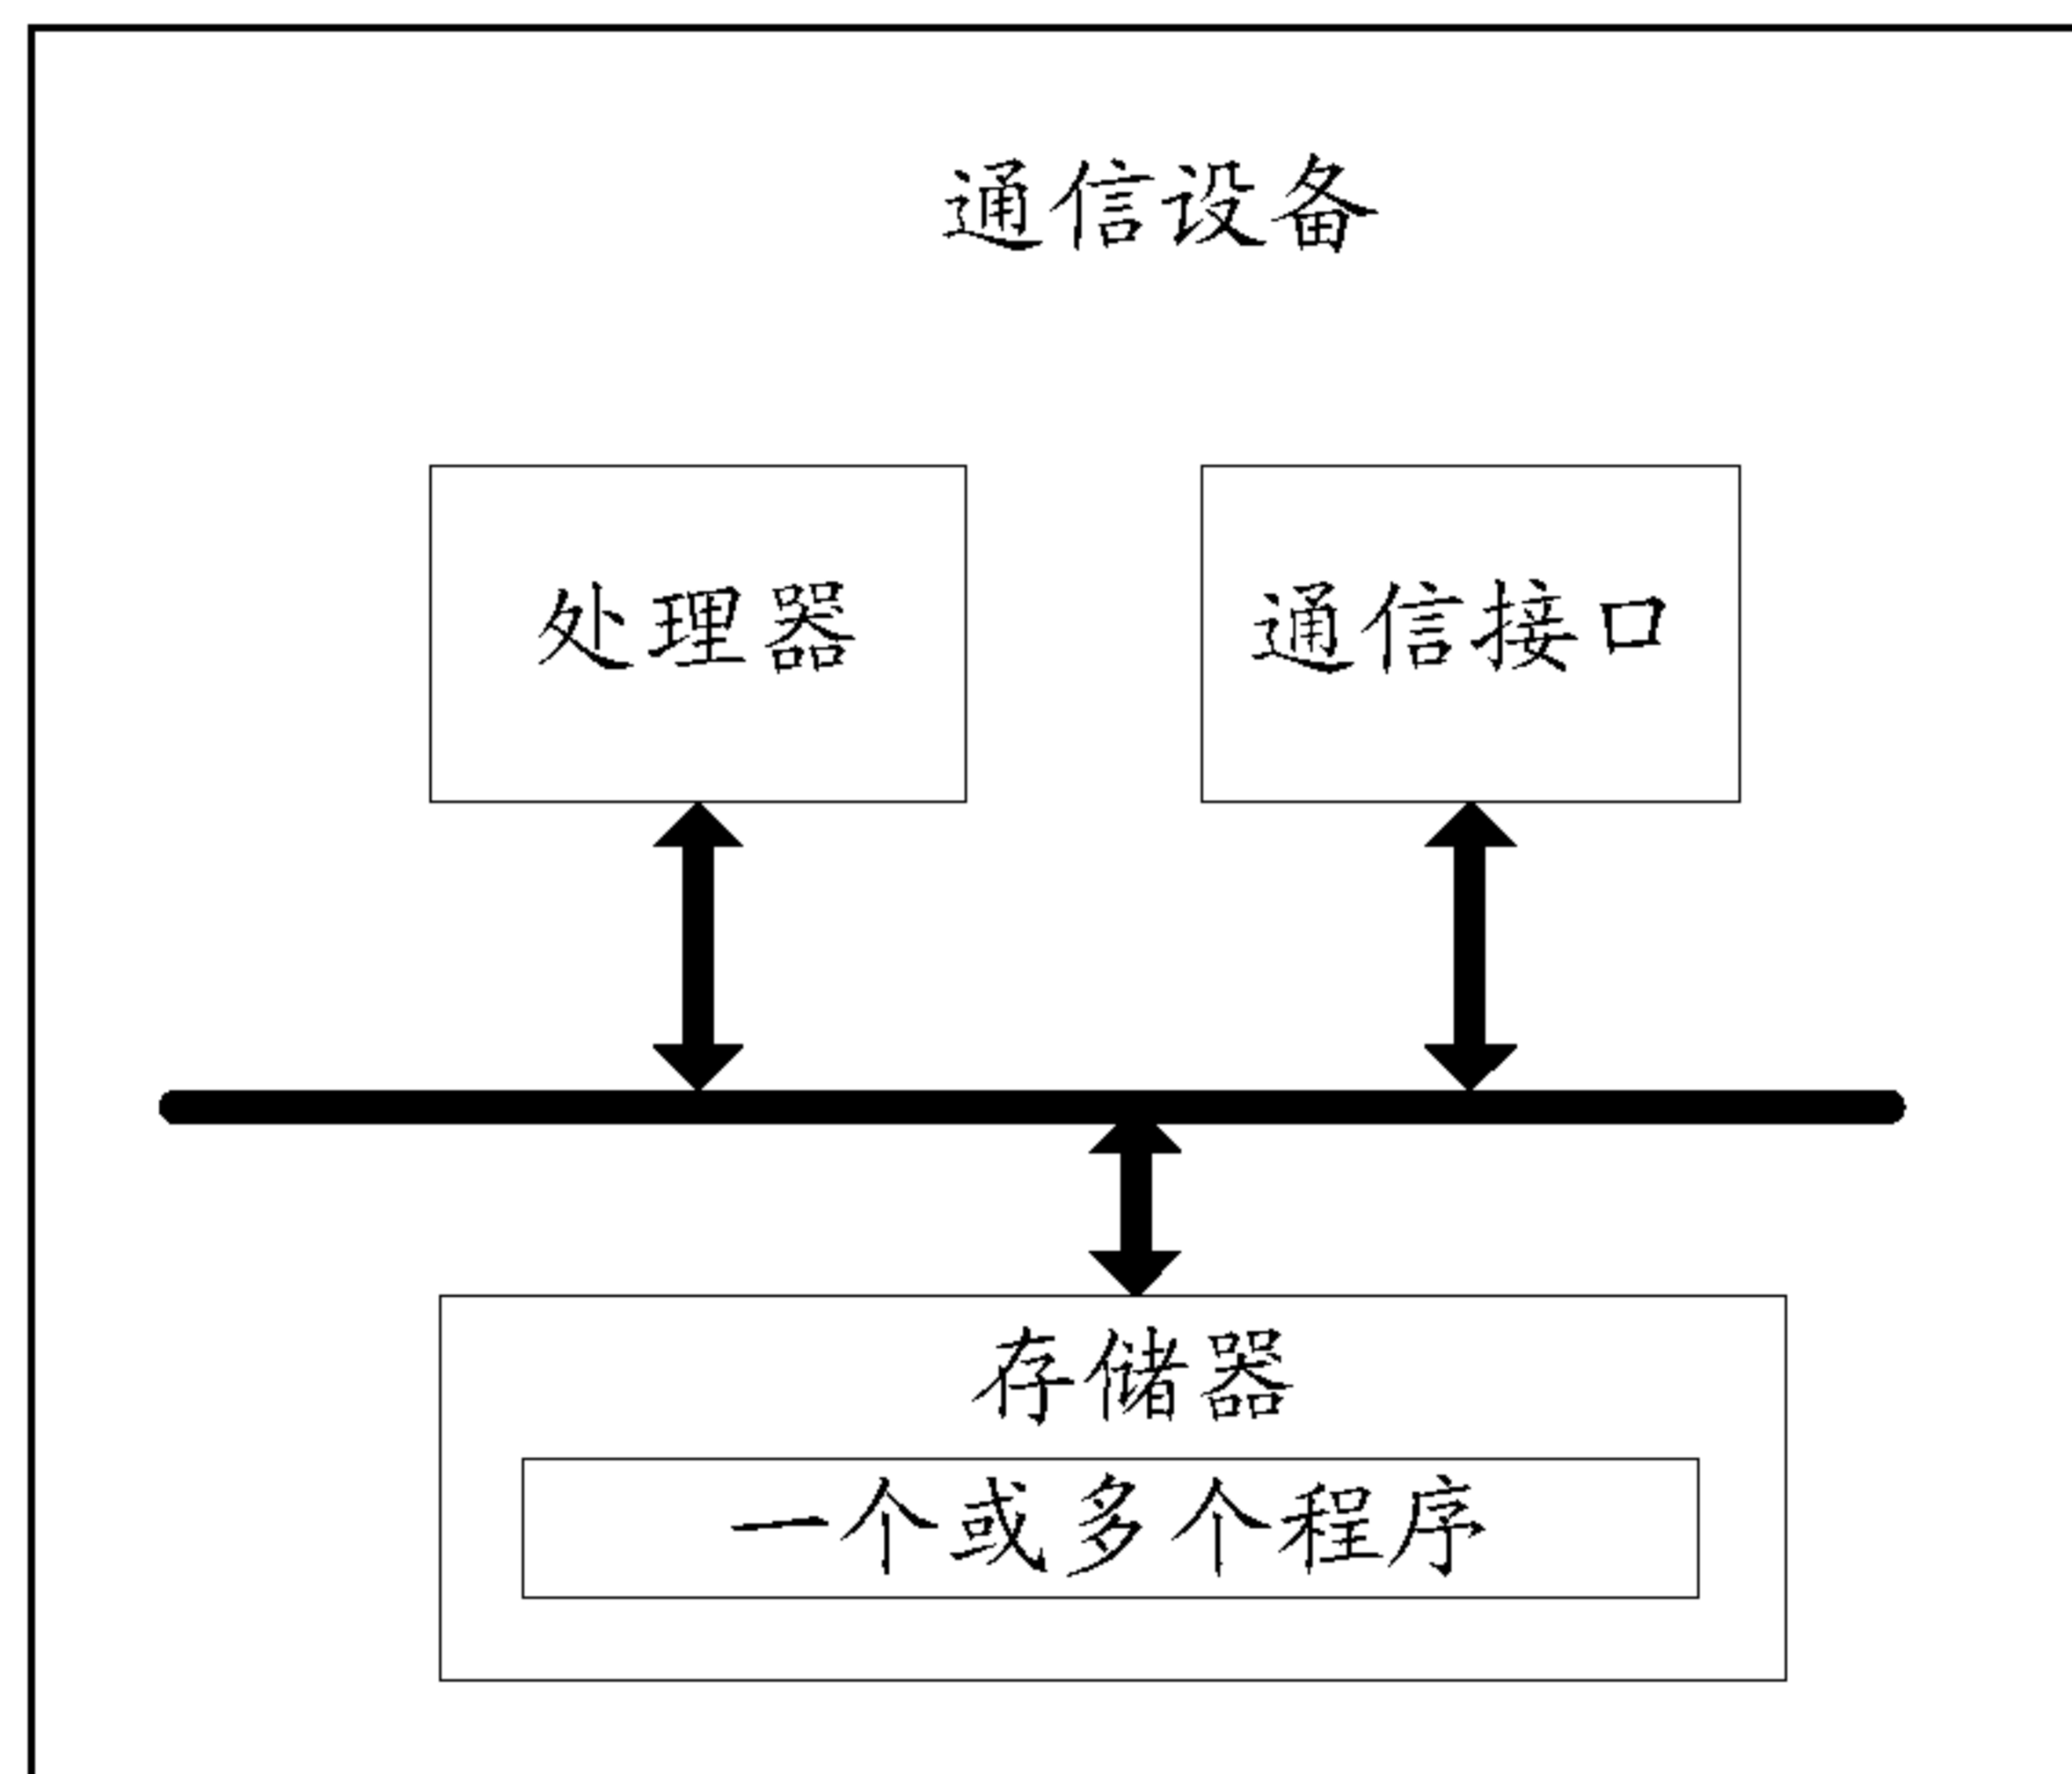 通信设备
处理器
通信接口
存储器
一个或多个程序